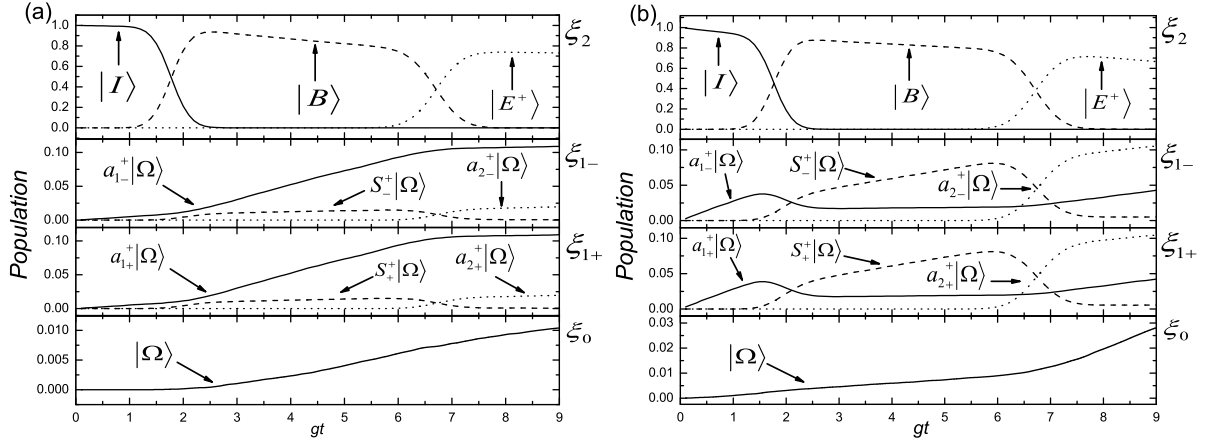 (a)
ξ₂
1.0
0.8
0.6
0.4
0.2
0.0
|I⟩
|B⟩
|E⁺⟩
ξ₁₋
0.10
0.05
0.00
a₁₋⁺|Ω⟩
S₋⁺|Ω⟩
a₂₋⁺|Ω⟩
ξ₁₊
0.10
0.05
0.00
a₁₊⁺|Ω⟩
S₊⁺|Ω⟩
a₂₊⁺|Ω⟩
ξ₀
0.010
0.005
0.000
|Ω⟩
Population
0 1 2 3 4 5 6 7 8 9
gt
(b)
ξ₂
1.0
0.8
0.6
0.4
0.2
0.0
|I⟩
|B⟩
|E⁺⟩
ξ₁₋
0.10
0.05
0.00
a₁₋⁺|Ω⟩
S₋⁺|Ω⟩
a₂₋⁺|Ω⟩
ξ₁₊
0.10
0.05
0.00
a₁₊⁺|Ω⟩
S₊⁺|Ω⟩
a₂₊⁺|Ω⟩
ξ₀
0.03
0.02
0.01
0.00
|Ω⟩
Population
0 1 2 3 4 5 6 7 8 9
gt